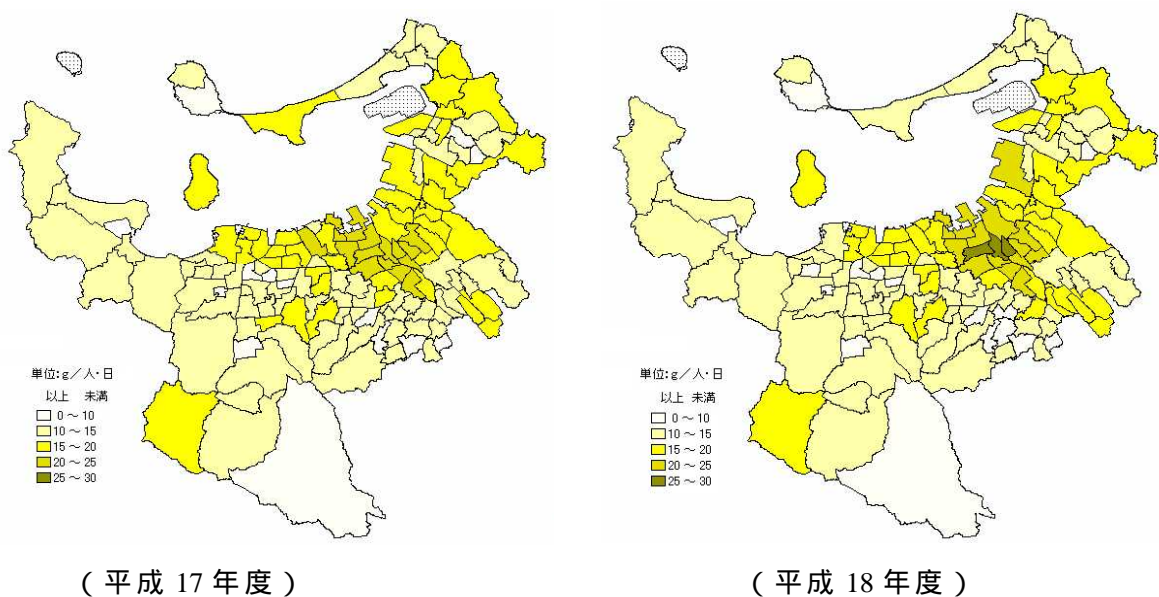 単位:g／人・日
以上 未満
0 ～ 10
10 ～ 15
15 ～ 20
20 ～ 25
25 ～ 30
( 平成 17 年度 )
単位:g／人・日
以上 未満
0 ～ 10
10 ～ 15
15 ～ 20
20 ～ 25
25 ～ 30
( 平成 18 年度 )